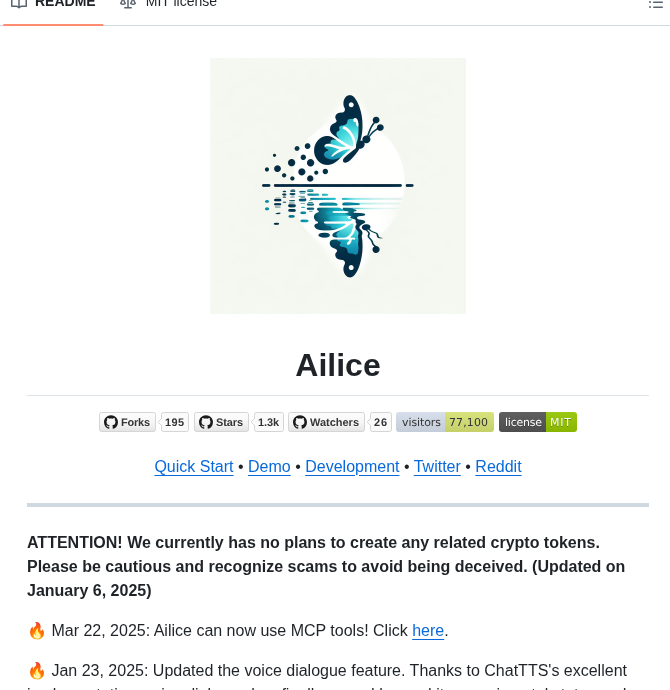 README MIT license
Ailice
Forks 195 Stars 1.3k Watchers 26 visitors 77,100 license MIT
Quick Start • Demo • Development • Twitter • Reddit
ATTENTION! We currently has no plans to create any related crypto tokens.
Please be cautious and recognize scams to avoid being deceived. (Updated on
January 6, 2025)
🔥 Mar 22, 2025: Ailice can now use MCP tools! Click here.
🔥 Jan 23, 2025: Updated the voice dialogue feature. Thanks to ChatTTS's excellent